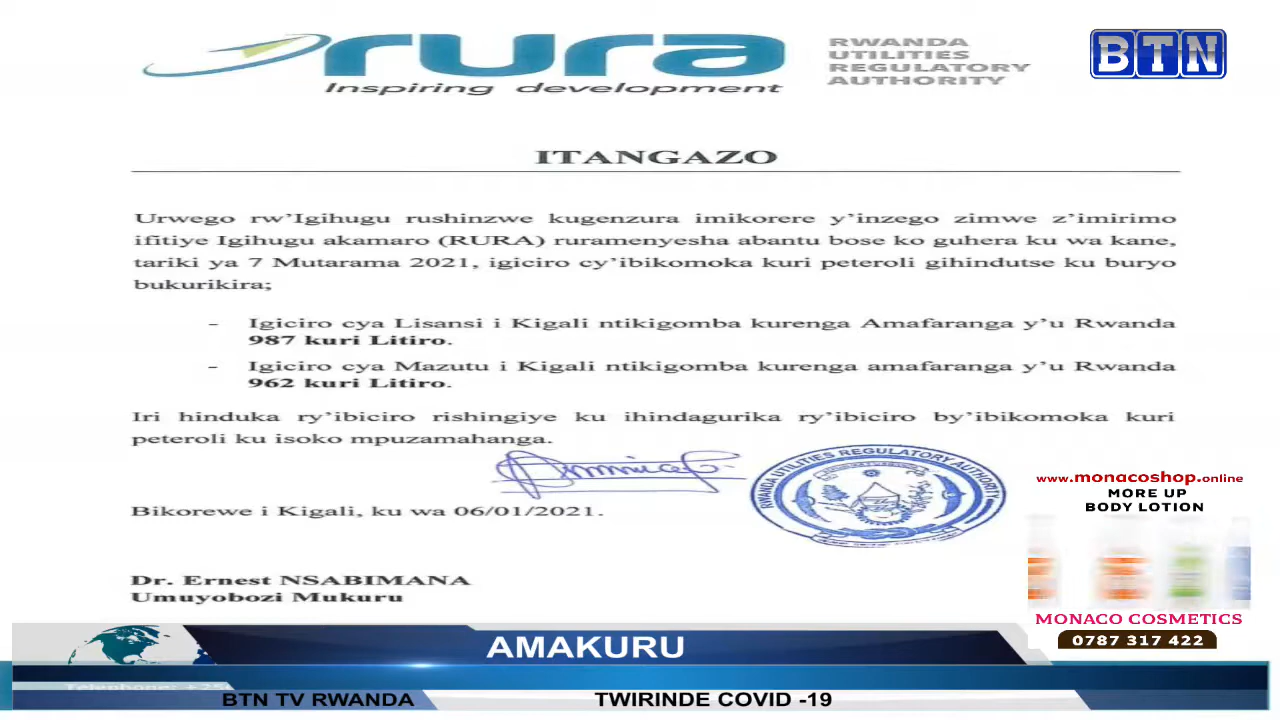 rura
Inspiring development
RWANDA
UTILITIES
REGULATORY
AUTHORITY
BTN
ITANGAZO
Urwego rw'Igihugu rushinzwe kugenzura imikorere y'inzego zimwe z'imirimo
ifitiye Igihugu akamaro (RURA) ruramenyesha abantu bose ko guhera ku wa kane,
tariki ya 7 Mutarama 2021, igiciro cy'ibikomoka kuri peteroli gihindutse ku buryo
bukurikira;
- Igiciro cya Lisansi i Kigali ntikigomba kurenga Amafaranga y'u Rwanda
987 kuri Litiro.
- Igiciro cya Mazutu i Kigali ntikigomba kurenga amafaranga y'u Rwanda
962 kuri Litiro.
Iri hinduka ry'ibiciro rishingiye ku ihindagurika ry'ibiciro by'ibikomoka kuri
peteroli ku isoko mpuzamahanga.
RWANDA UTILITIES REGULATORY AUTHORITY
Bikorewe i Kigali, ku wa 06/01/2021.
Dr. Ernest NSABIMANA
Umuyobozi Mukuru
www.monacoshop.online
MORE UP
BODY LOTION
MONACO COSMETICS
0787 317 422
AMAKURU
Telephone:
BTN TV RWANDA
TWIRINDE COVID -19